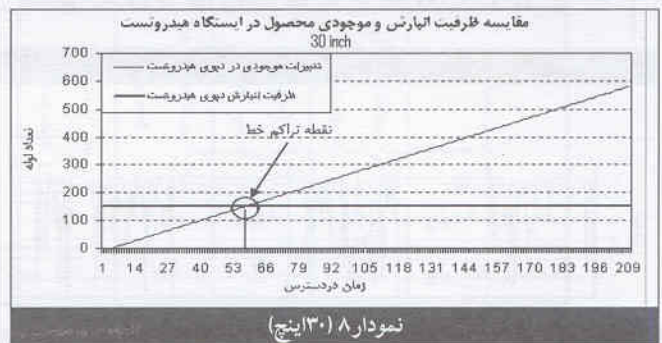 مقایسه ظرفیت انبارش و موجودی محصول در ایستگاه هیدروتست
30 inch
700
600
500
400
300
200
100
0
تعداد لوله
تغییرات موجودی در دپوی هیدروتست
ظرفیت انبارش دپوی هیدروتست
نقطه تراکم خط
1 14 27 40 53 66 79 92 105 118 131 144 157 170 183 196 209
زمان در دسترس
نمودار ۸ (۳۰ اینچ)